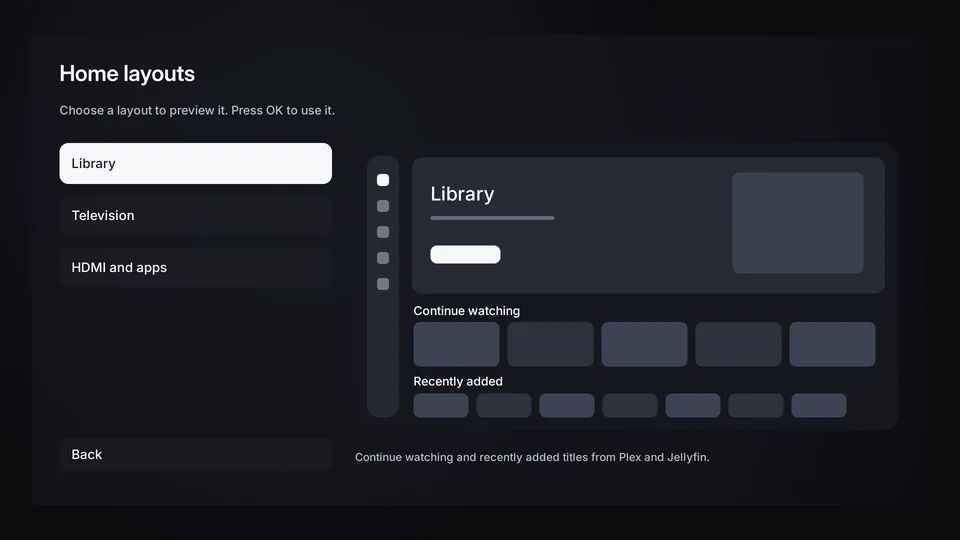 Home layouts
Choose a layout to preview it. Press OK to use it.
Library
Television
HDMI and apps
Back
Library
Continue watching
Recently added
Continue watching and recently added titles from Plex and Jellyfin.